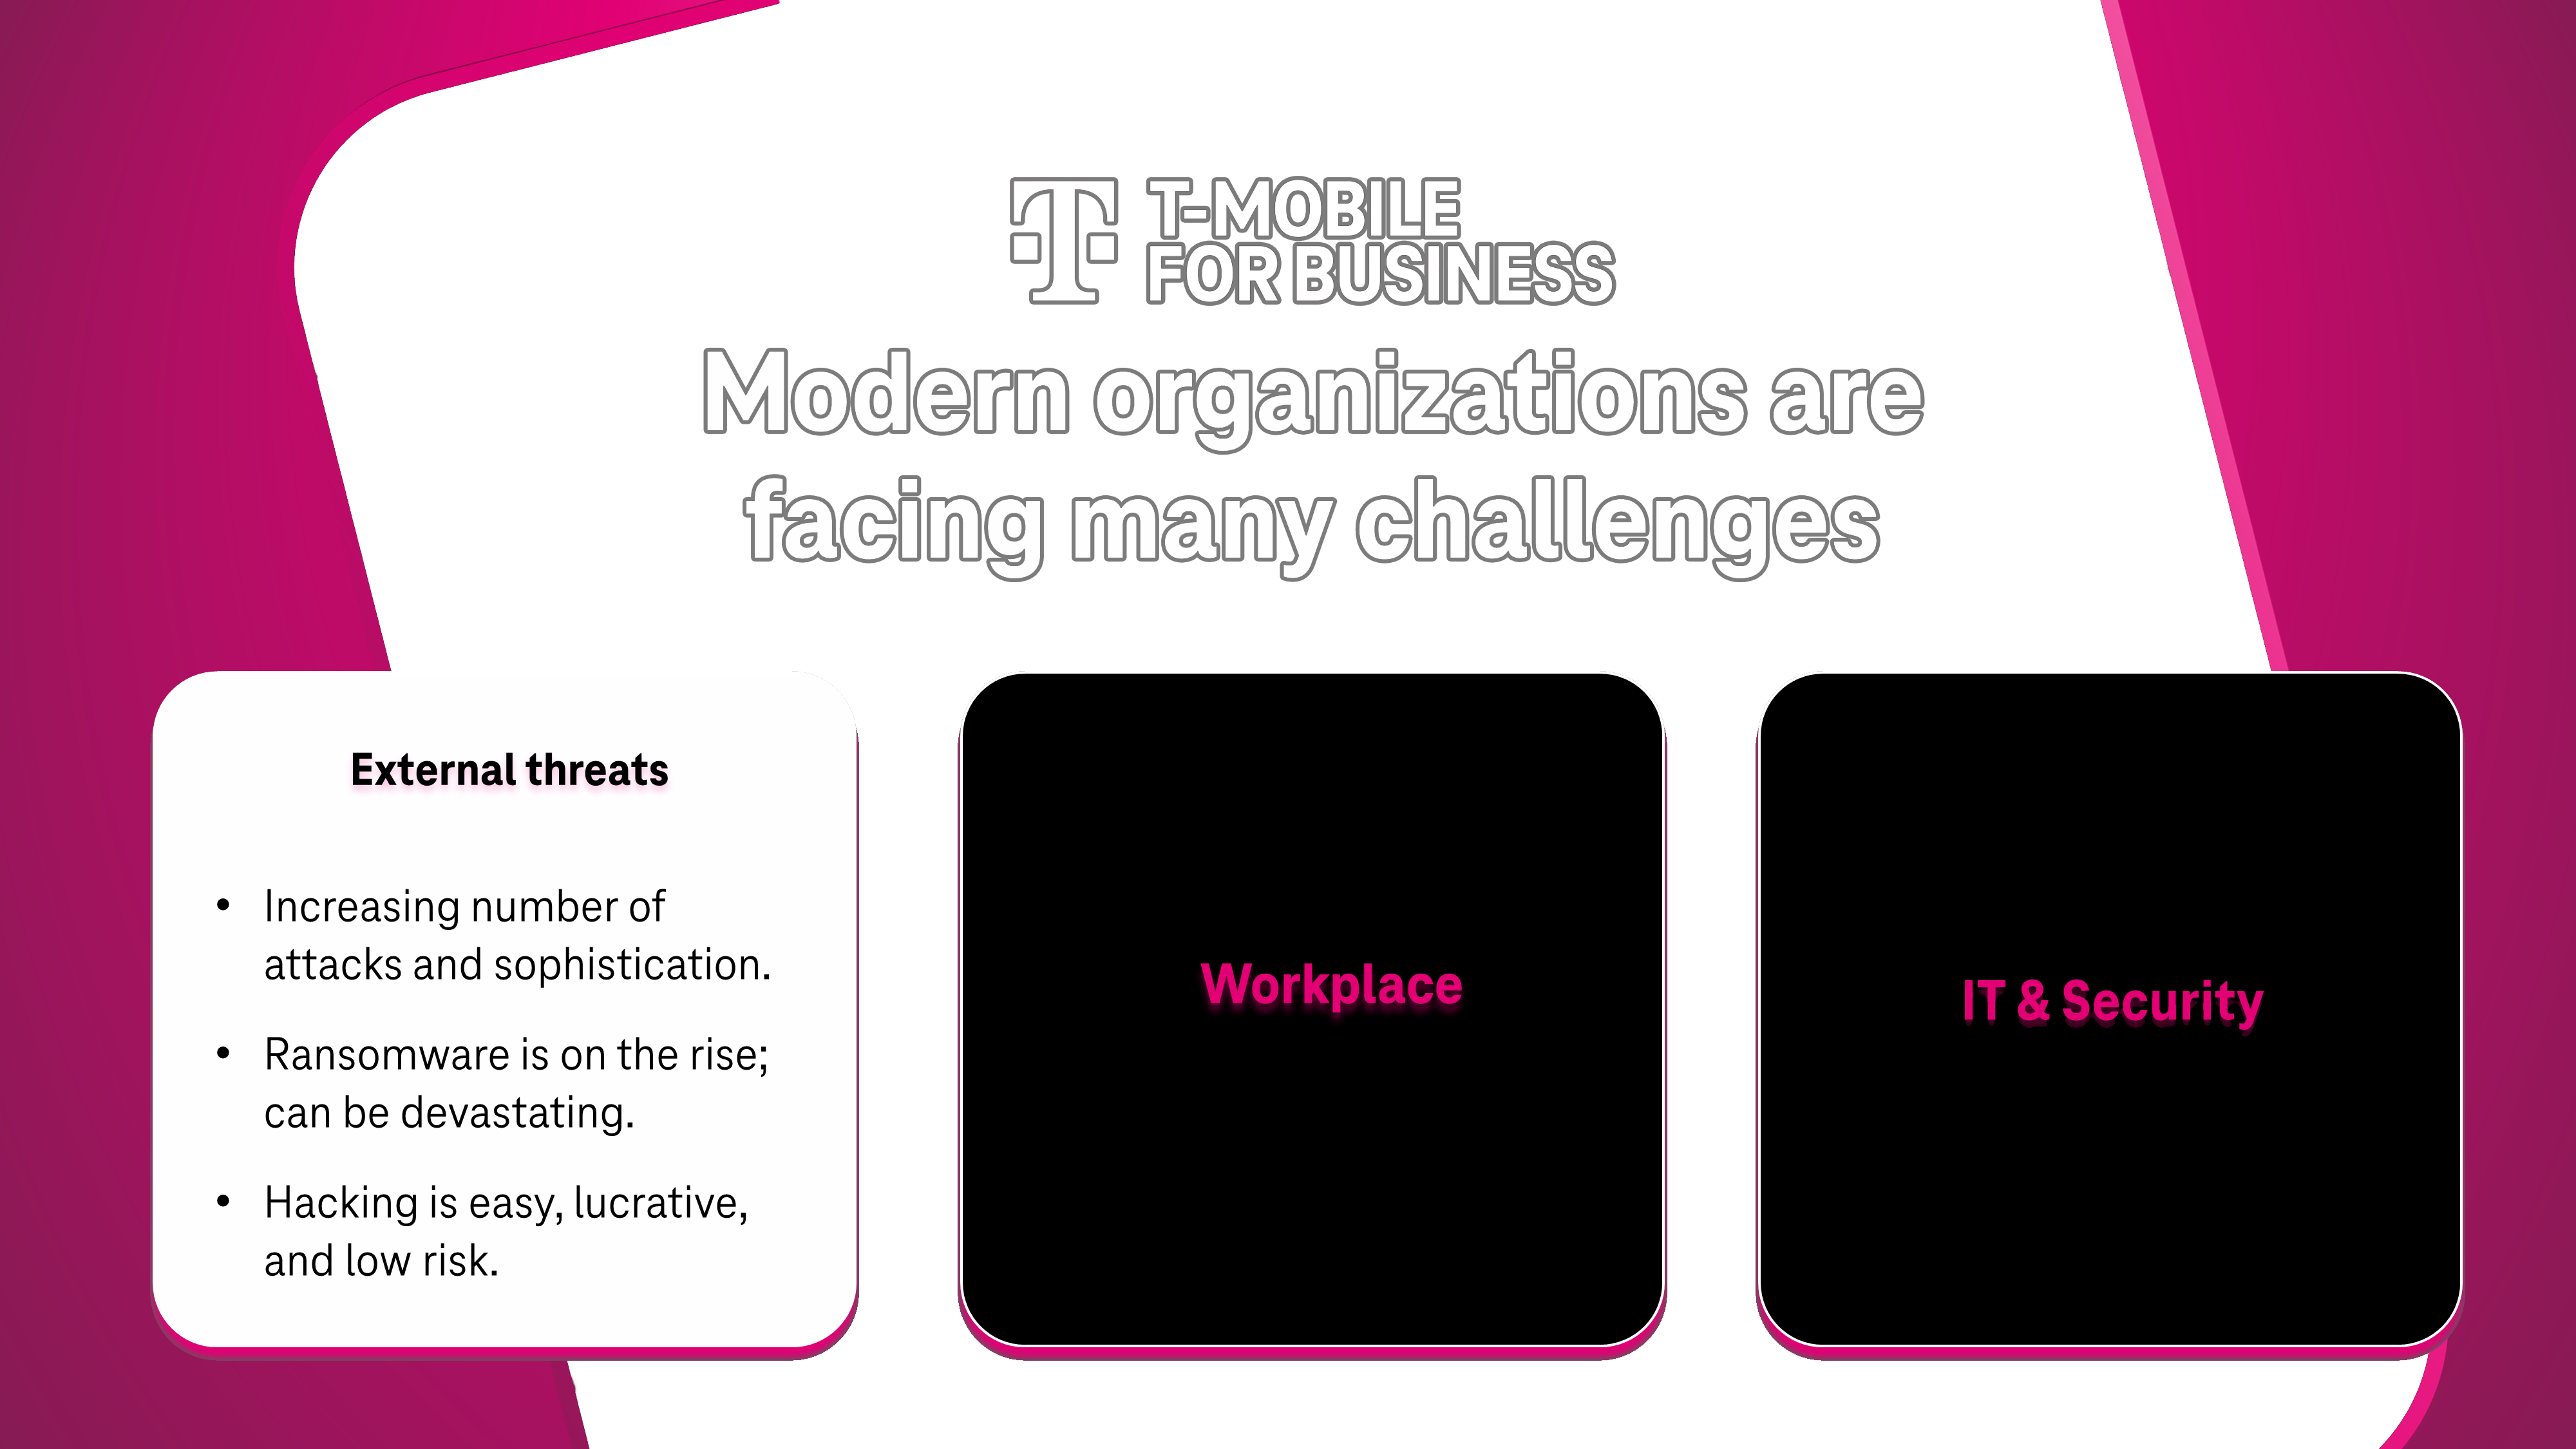 T-MOBILE
FOR BUSINESS
Modern organizations are
facing many challenges
External threats
• Increasing number of
attacks and sophistication.
• Ransomware is on the rise;
can be devastating.
• Hacking is easy, lucrative,
and low risk.
Workplace
IT & Security